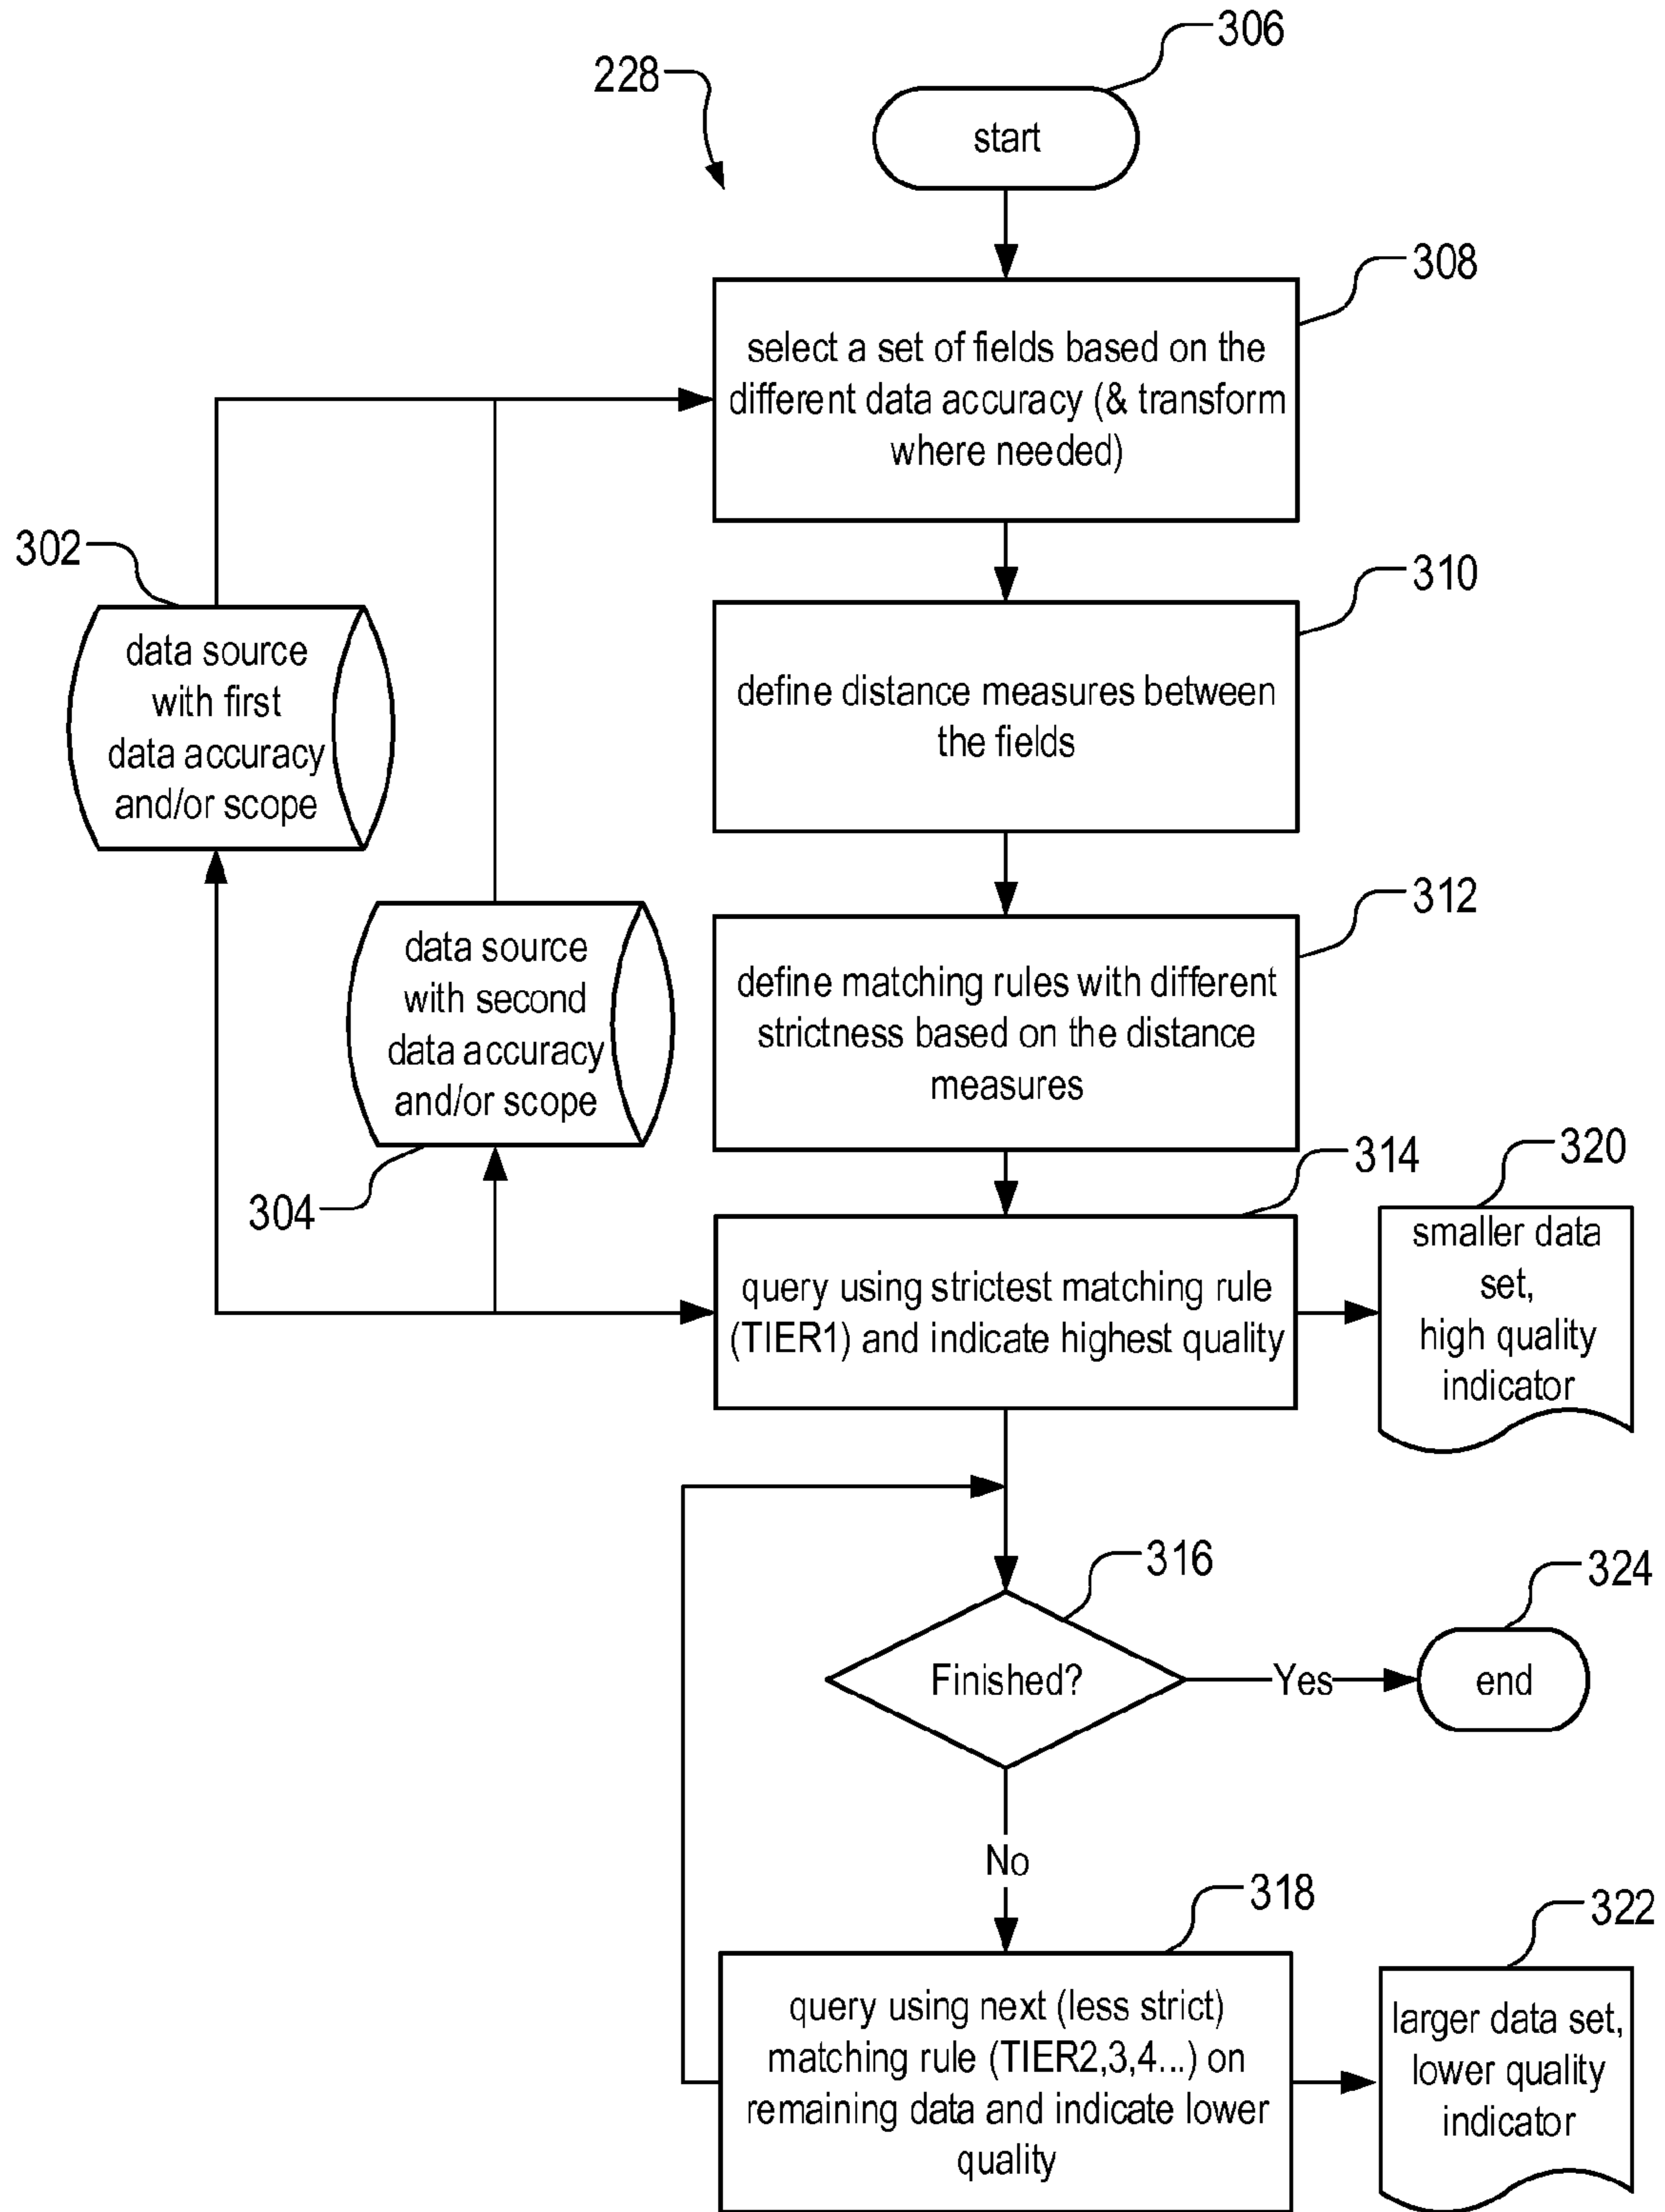 306
228
start
308
select a set of fields based on the
different data accuracy (& transform
where needed)
302
310
data source
with first
data accuracy
and/or scope
define distance measures between
the fields
312
data source
with second
data accuracy
and/or scope
define matching rules with different
strictness based on the distance
measures
304
314
320
query using strictest matching rule
(TIER1) and indicate highest quality
smaller data
set,
high quality
indicator
316
324
Finished?
Yes
end
No
318
322
query using next (less strict)
matching rule (TIER2,3,4...) on
remaining data and indicate lower
quality
larger data set,
lower quality
indicator